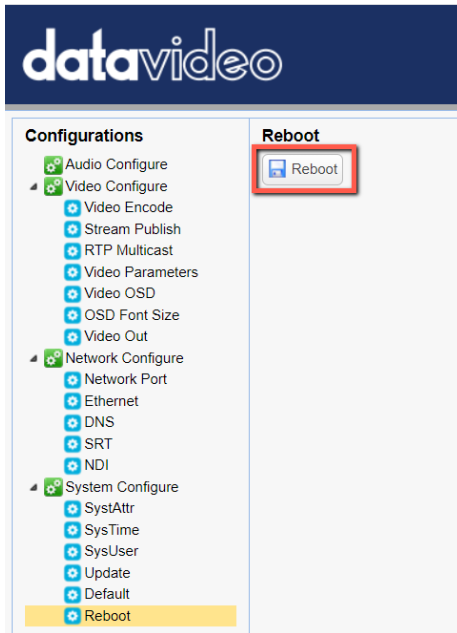 datavideo
Configurations
Audio Configure
Video Configure
Video Encode
Stream Publish
RTP Multicast
Video Parameters
Video OSD
OSD Font Size
Video Out
Network Configure
Network Port
Ethernet
DNS
SRT
NDI
System Configure
SystAttr
SysTime
SysUser
Update
Default
Reboot
Reboot
Reboot